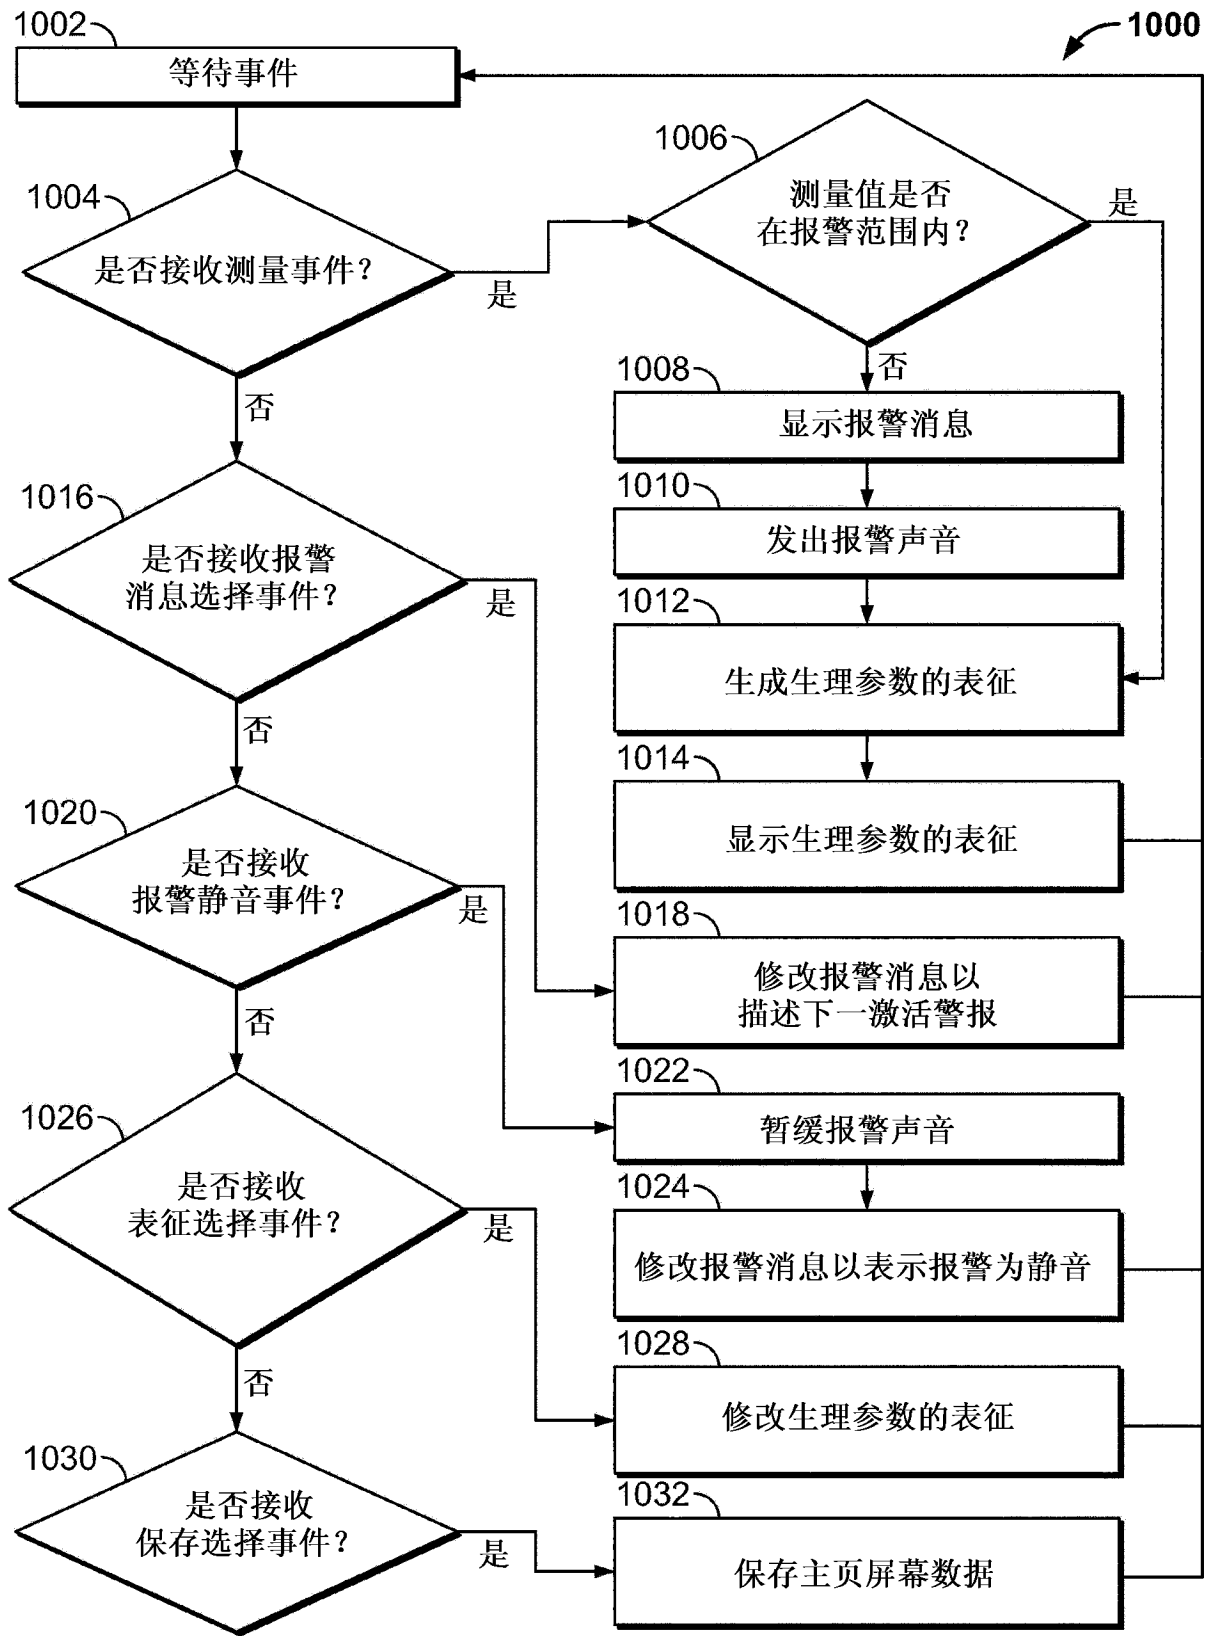 1000
1002
等待事件
1004
是否接收测量事件？
是
否
1006
测量值是否
在报警范围内？
是
否
1008
显示报警消息
1010
发出报警声音
1012
生成生理参数的表征
1014
显示生理参数的表征
1016
是否接收报警
消息选择事件？
是
否
1018
修改报警消息以
描述下一激活警报
1020
是否接收
报警静音事件？
是
否
1022
暂缓报警声音
1024
修改报警消息以表示报警为静音
1026
是否接收
表征选择事件？
是
否
1028
修改生理参数的表征
1030
是否接收
保存选择事件？
是
1032
保存主页屏幕数据